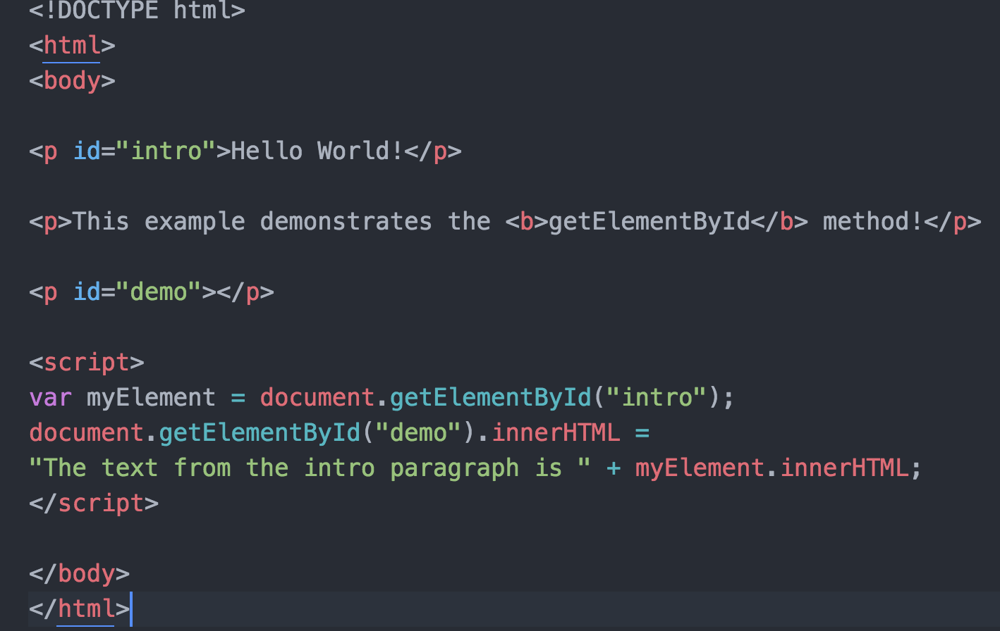 <!DOCTYPE html>
<html>
<body>
<p id="intro">Hello World!</p>
<p>This example demonstrates the <b>getElementById</b> method!</p>
<p id="demo"></p>
<script>
var myElement = document.getElementById("intro");
document.getElementById("demo").innerHTML =
"The text from the intro paragraph is " + myElement.innerHTML;
</script>
</body>
</html>